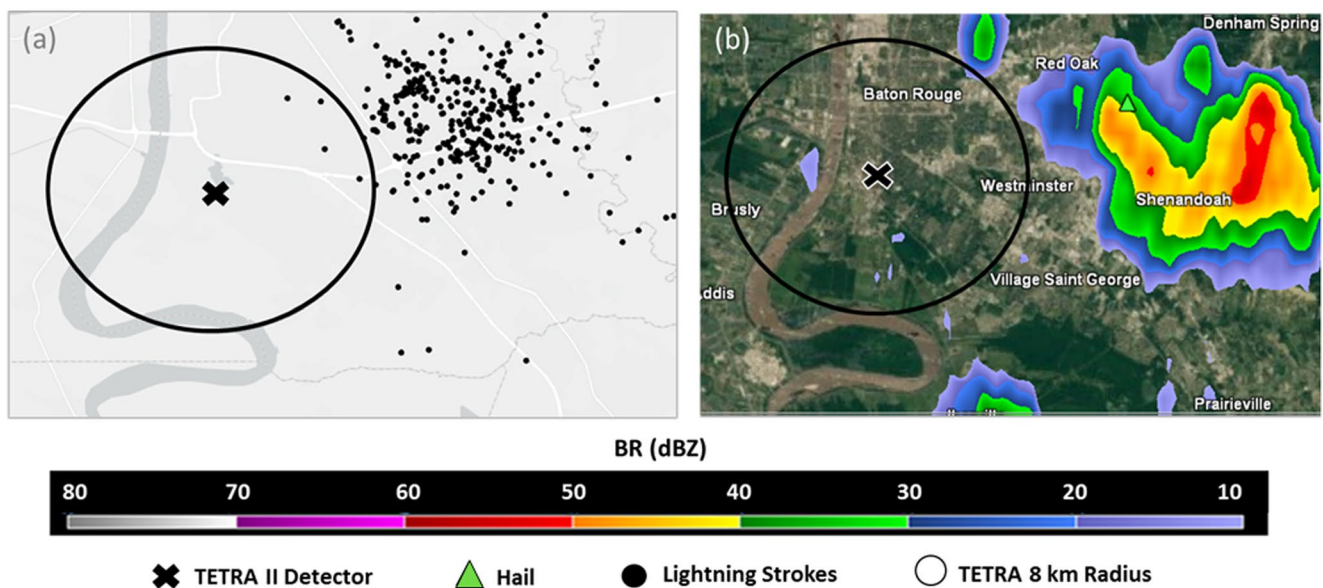 (a)
(b)
Denham Spring
Red Oak
Baton Rouge
Westminster
Shenandoah
Brusly
Village Saint George
ddis
Prairieville
BR (dBZ)
80 70 60 50 40 30 20 10
TETRA II Detector
Hail
Lightning Strokes
TETRA 8 km Radius